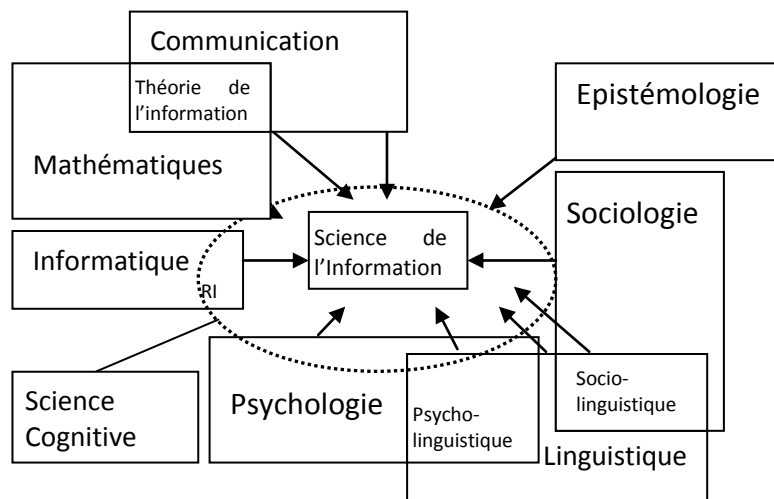 Communication
Théorie de
l’information
Epistémologie
Mathématiques
Sociologie
Science de
l’Information
Informatique
RI
Science
Cognitive
Psychologie
Psycho-
linguistique
Socio-
linguistique
Linguistique